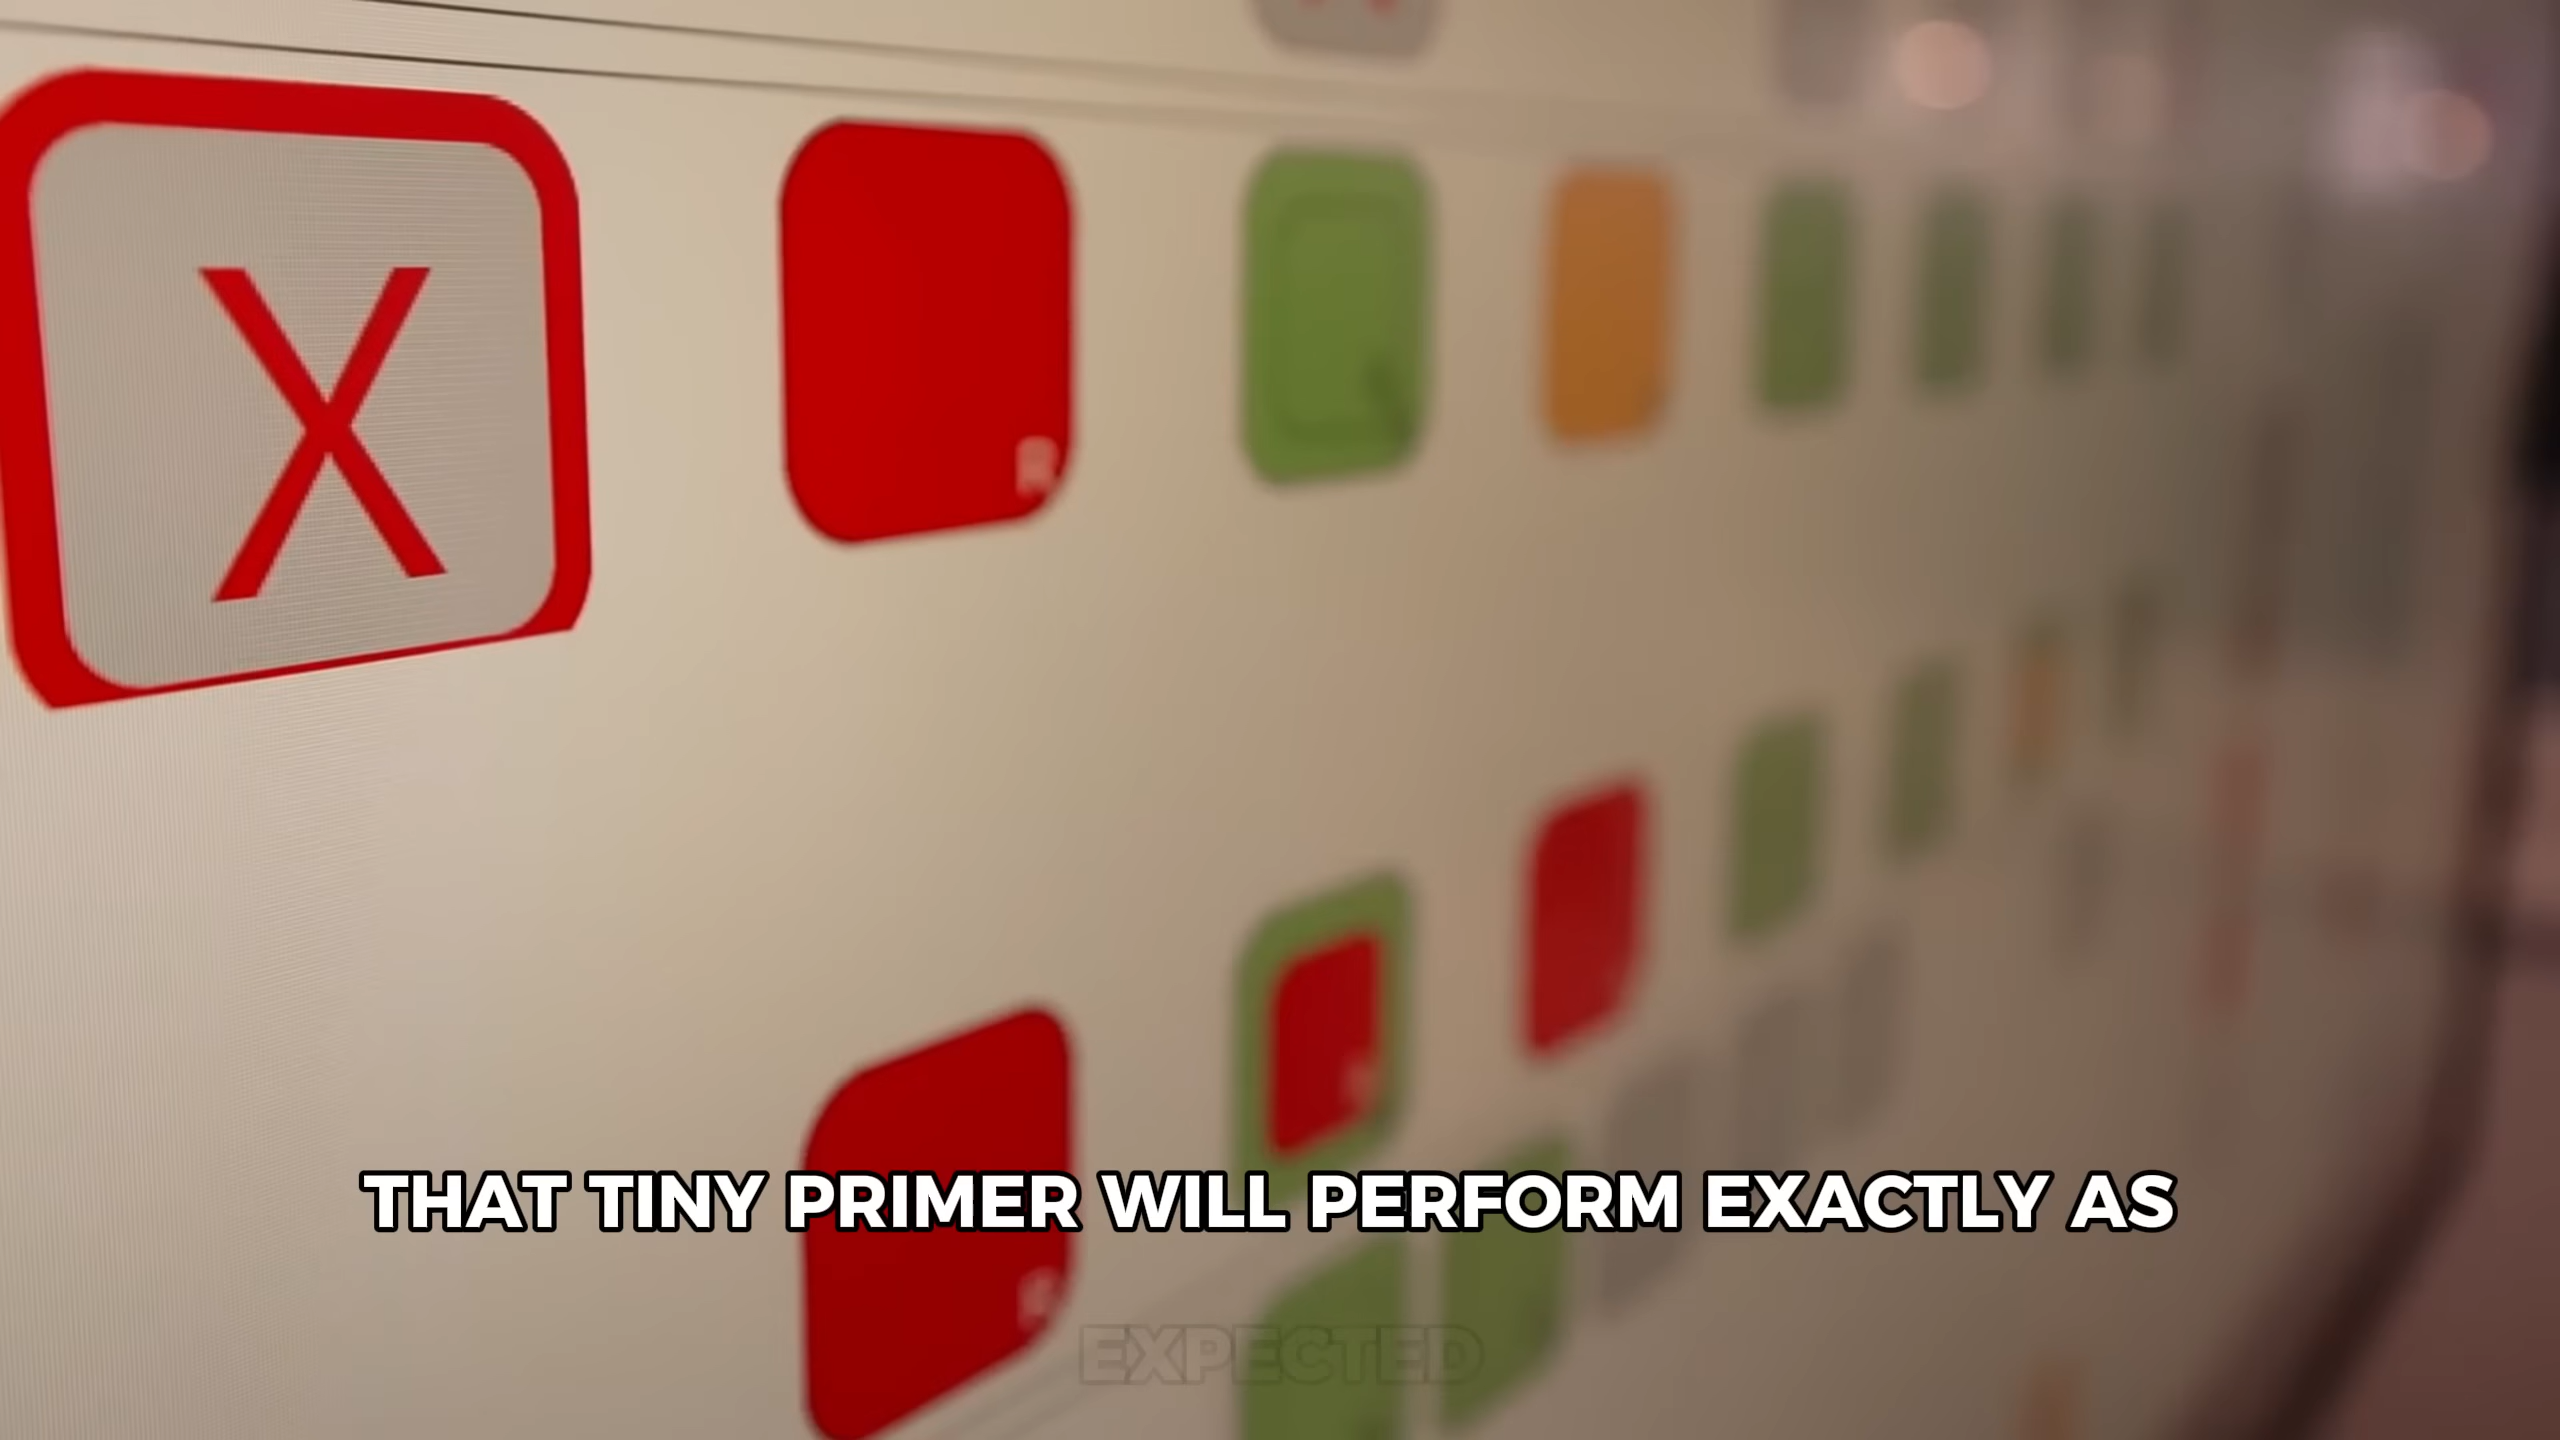 X
R
THAT TINY PRIMER WILL PERFORM EXACTLY AS
EXPECTED